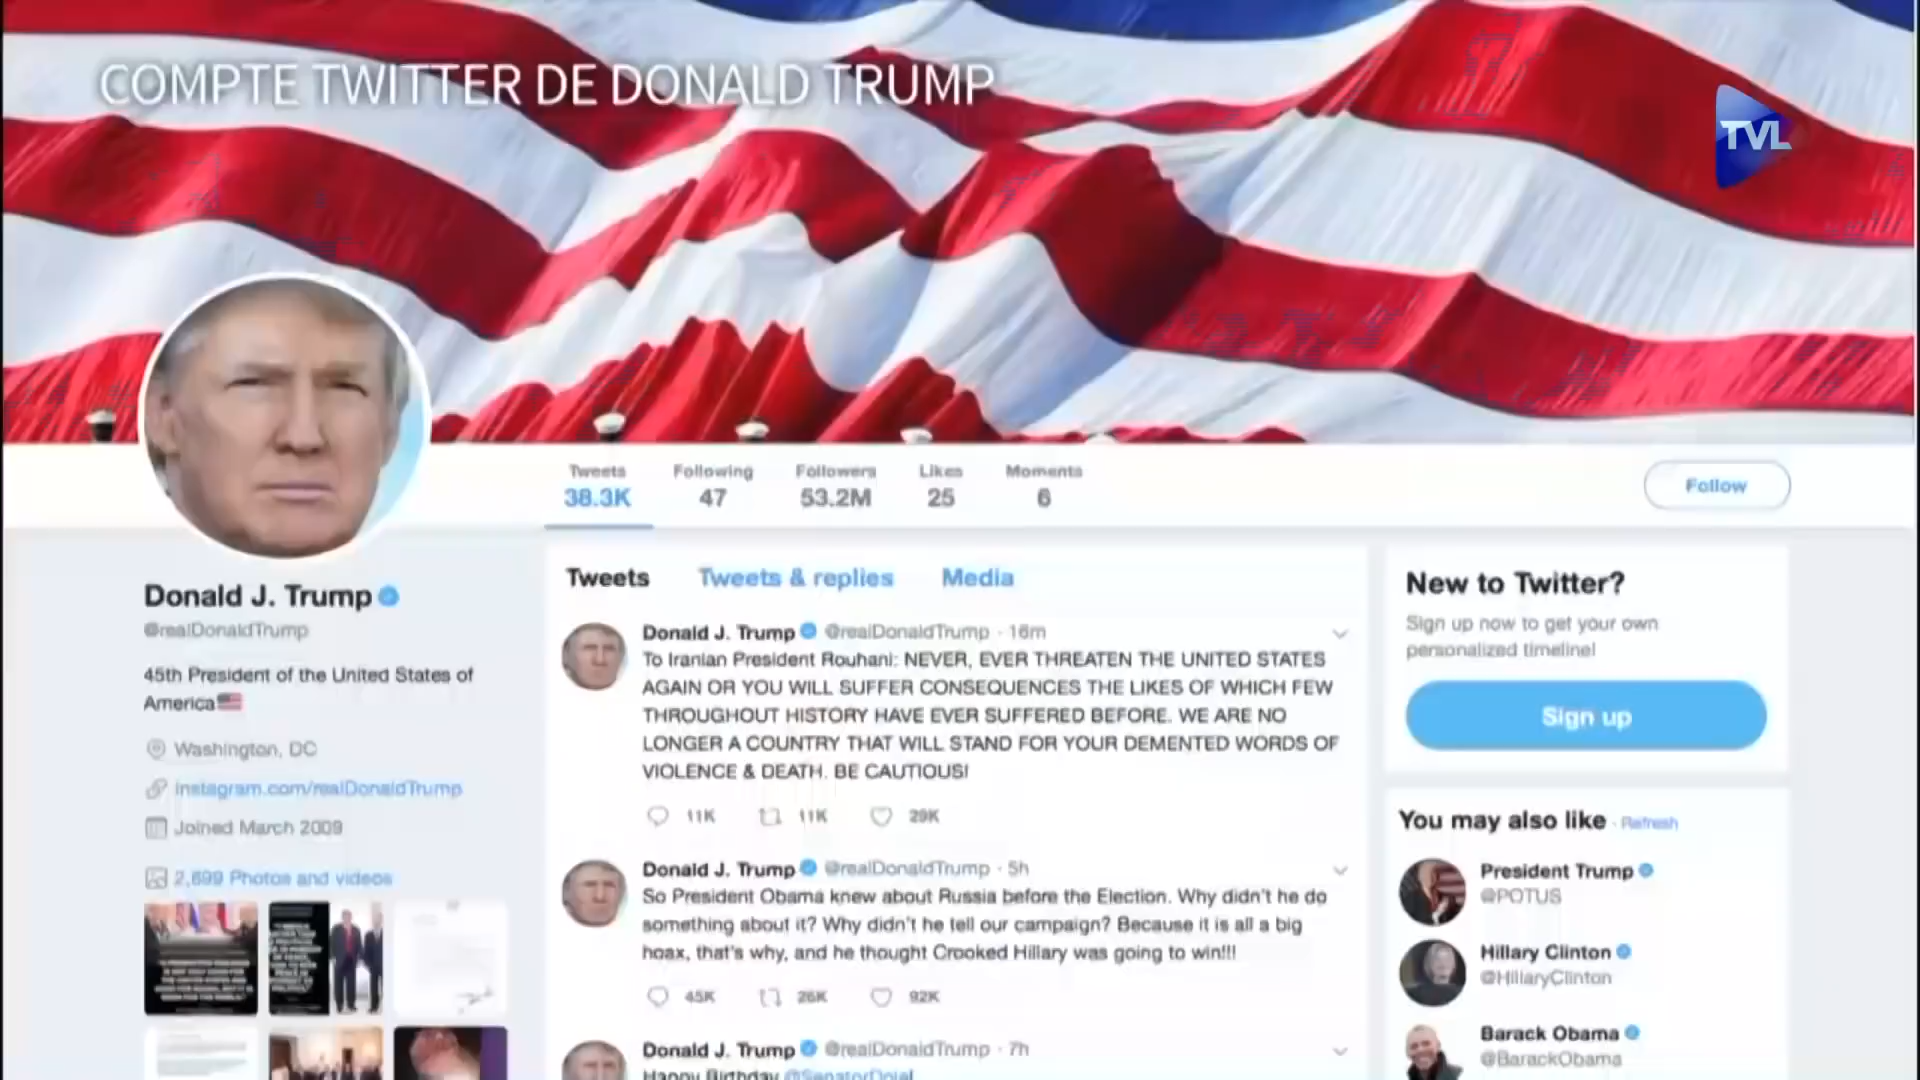 COMPTE TWITTER DE DONALD TRUMP
TVL
Tweets
38.3K
Following
47
Followers
53.2M
Likes
25
Moments
6
Follow
Donald J. Trump
@realDonaldTrump
45th President of the United States of
America
Washington, DC
instagram.com/realDonaldTrump
Joined March 2009
2,699 Photos and videos
Tweets Tweets & replies Media
Donald J. Trump @realDonaldTrump · 16m
To Iranian President Rouhani: NEVER, EVER THREATEN THE UNITED STATES
AGAIN OR YOU WILL SUFFER CONSEQUENCES THE LIKES OF WHICH FEW
THROUGHOUT HISTORY HAVE EVER SUFFERED BEFORE. WE ARE NO
LONGER A COUNTRY THAT WILL STAND FOR YOUR DEMENTED WORDS OF
VIOLENCE & DEATH. BE CAUTIOUS!
11K 11K 29K
Donald J. Trump @realDonaldTrump · 5h
So President Obama knew about Russia before the Election. Why didn't he do
something about it? Why didn't he tell our campaign? Because it is all a big
hoax, that's why, and he thought Crooked Hillary was going to win!!!
45K 26K 92K
Donald J. Trump @realDonaldTrump · 7h
Happy Birthday @SenatorDole!
New to Twitter?
Sign up now to get your own
personalized timeline!
Sign up
You may also like · Refresh
President Trump
@POTUS
Hillary Clinton
@HillaryClinton
Barack Obama
@BarackObama